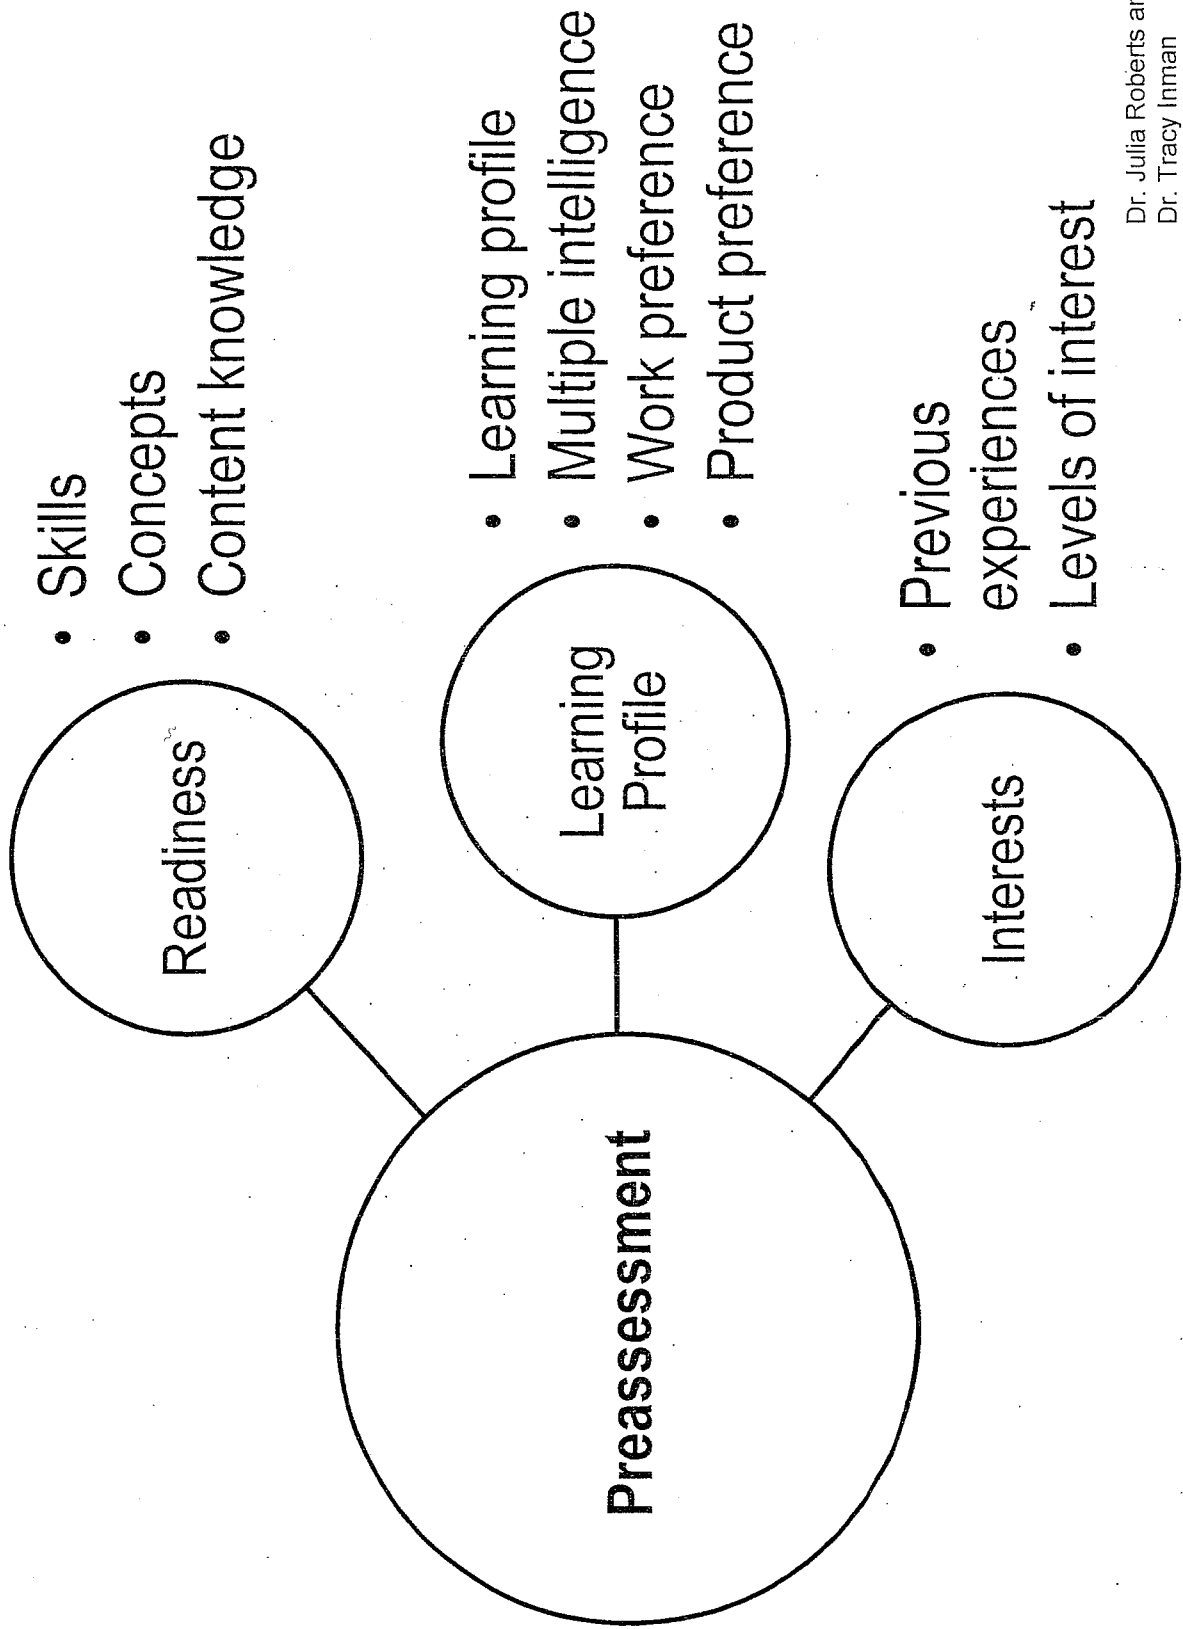 Preassessment
Readiness
• Skills
• Concepts
• Content knowledge
Learning
Profile
• Learning profile
• Multiple intelligence
• Work preference
• Product preference
Interests
• Previous
experiences
• Levels of interest
Dr. Julia Roberts
Dr. Tracy Inman